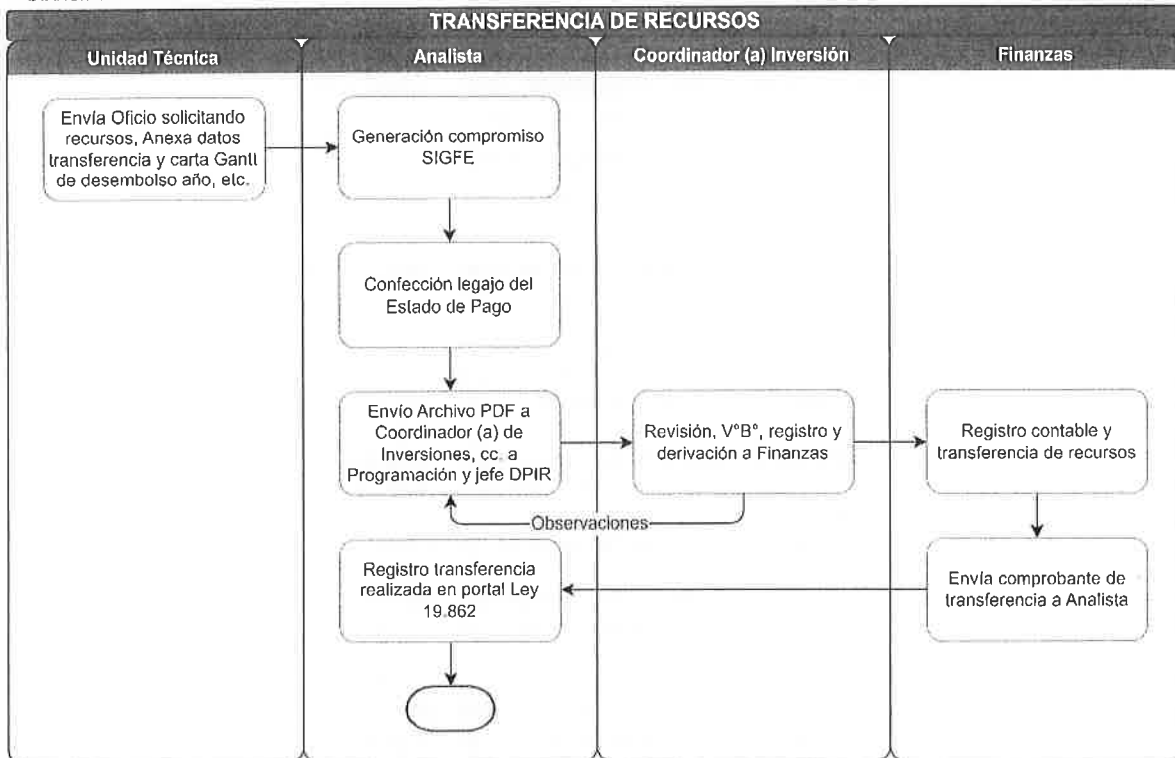 TRANSFERENCIA DE RECURSOS
Unidad Técnica
Analista
Coordinador (a) Inversión
Finanzas
Envía Oficio solicitando
recursos, Anexa datos
transferencia y carta Gantt
de desembolso año, etc.
Generación compromiso
SIGFE
Confección legajo del
Estado de Pago
Envío Archivo PDF a
Coordinador (a) de
Inversiones, cc. a
Programación y jefe DPIR
Revisión, V°B°, registro y
derivación a Finanzas
Registro contable y
transferencia de recursos
Observaciones
Registro transferencia
realizada en portal Ley
19.862
Envía comprobante de
transferencia a Analista